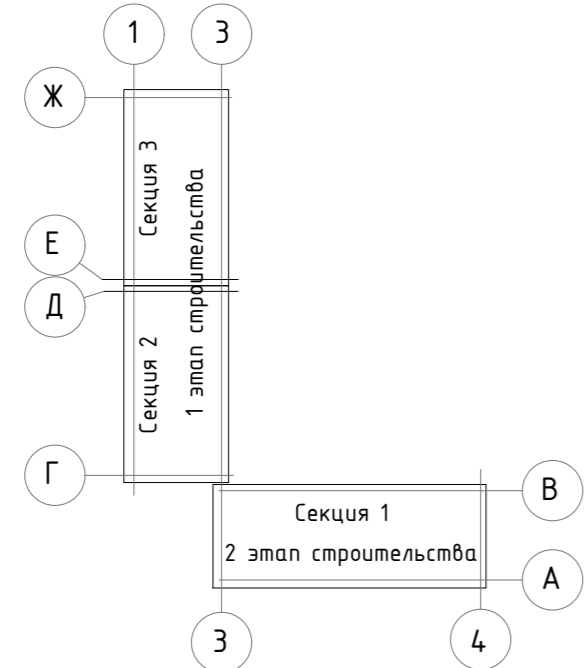 1
3
Ж
Секция 3
1 этап строительства
Е
Д
Секция 2
Г
Секция 1
2 этап строительства
В
А
3
4